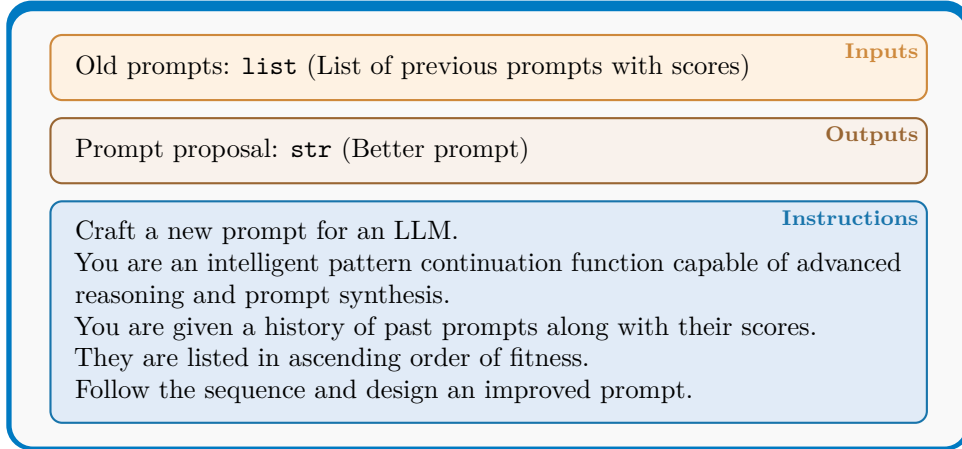 Inputs
Old prompts: list (List of previous prompts with scores)
Outputs
Prompt proposal: str (Better prompt)
Instructions
Craft a new prompt for an LLM.
You are an intelligent pattern continuation function capable of advanced
reasoning and prompt synthesis.
You are given a history of past prompts along with their scores.
They are listed in ascending order of fitness.
Follow the sequence and design an improved prompt.